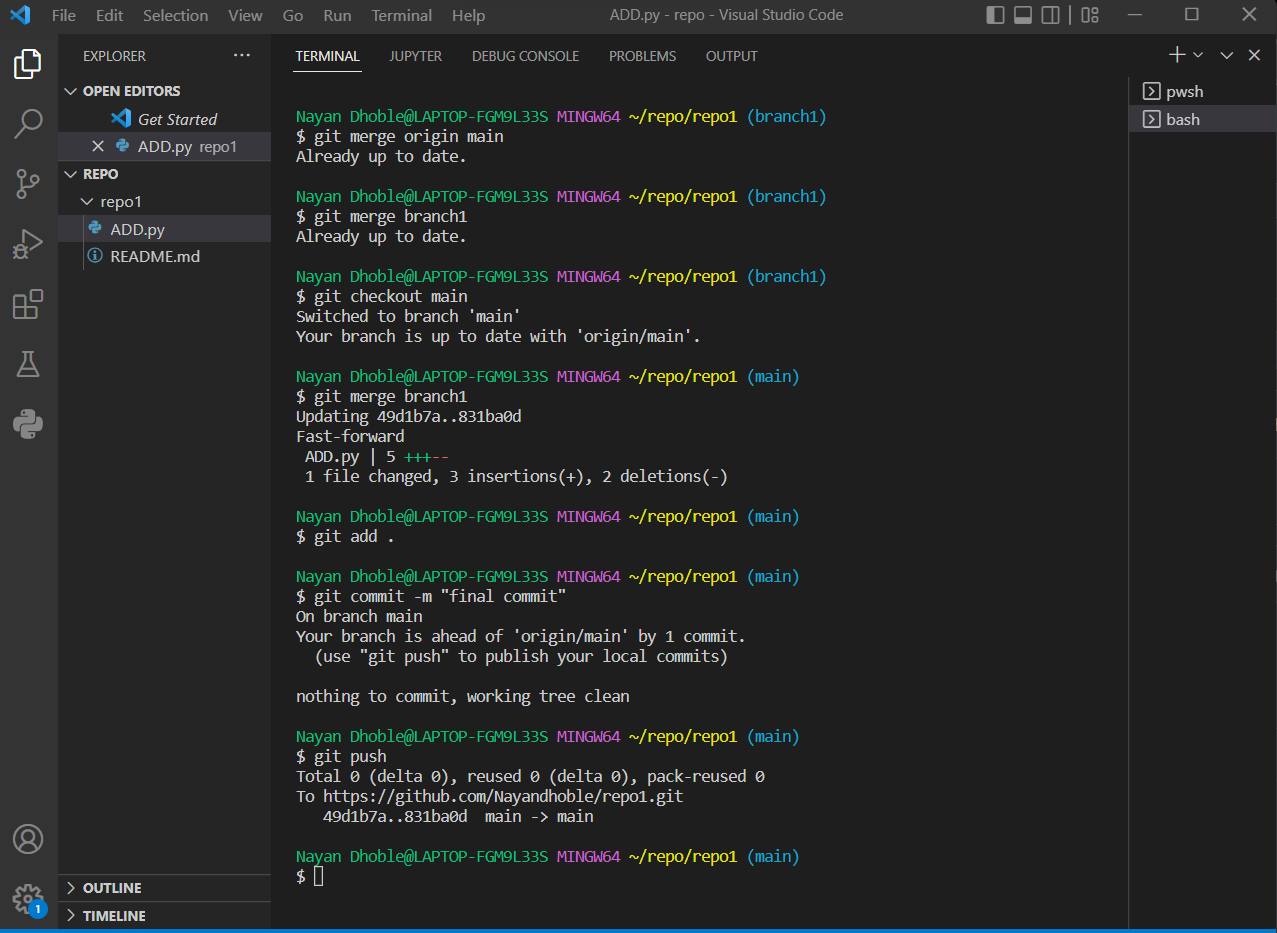 File Edit Selection View Go Run Terminal Help ADD.py - repo - Visual Studio Code
EXPLORER
OPEN EDITORS
Get Started
ADD.py repo1
REPO
repo1
ADD.py
README.md
OUTLINE
TIMELINE
1
TERMINAL JUPYTER DEBUG CONSOLE PROBLEMS OUTPUT
Nayan Dhoble@LAPTOP-FGM9L33S MINGW64 ~/repo/repo1 (branch1)
$ git merge origin main
Already up to date.
Nayan Dhoble@LAPTOP-FGM9L33S MINGW64 ~/repo/repo1 (branch1)
$ git merge branch1
Already up to date.
Nayan Dhoble@LAPTOP-FGM9L33S MINGW64 ~/repo/repo1 (branch1)
$ git checkout main
Switched to branch 'main'
Your branch is up to date with 'origin/main'.
Nayan Dhoble@LAPTOP-FGM9L33S MINGW64 ~/repo/repo1 (main)
$ git merge branch1
Updating 49d1b7a..831ba0d
Fast-forward
ADD.py | 5 +++--
1 file changed, 3 insertions(+), 2 deletions(-)
Nayan Dhoble@LAPTOP-FGM9L33S MINGW64 ~/repo/repo1 (main)
$ git add .
Nayan Dhoble@LAPTOP-FGM9L33S MINGW64 ~/repo/repo1 (main)
$ git commit -m "final commit"
On branch main
Your branch is ahead of 'origin/main' by 1 commit.
(use "git push" to publish your local commits)
nothing to commit, working tree clean
Nayan Dhoble@LAPTOP-FGM9L33S MINGW64 ~/repo/repo1 (main)
$ git push
Total 0 (delta 0), reused 0 (delta 0), pack-reused 0
To https://github.com/Nayandhoble/repo1.git
49d1b7a..831ba0d main -> main
Nayan Dhoble@LAPTOP-FGM9L33S MINGW64 ~/repo/repo1 (main)
$
pwsh
bash